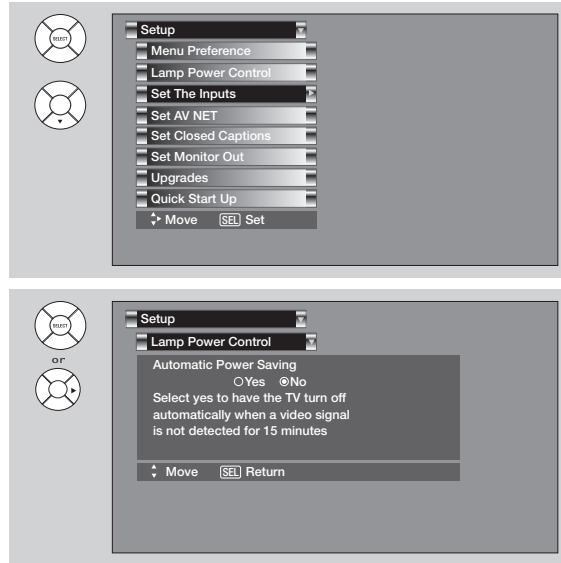 SELECT
Setup
Menu Preference
Lamp Power Control
Set The Inputs
Set AV NET
Set Closed Captions
Set Monitor Out
Upgrades
Quick Start Up
Move SEL Set
SELECT
or
Setup
Lamp Power Control
Automatic Power Saving
Yes No
Select yes to have the TV turn off
automatically when a video signal
is not detected for 15 minutes
Move SEL Return